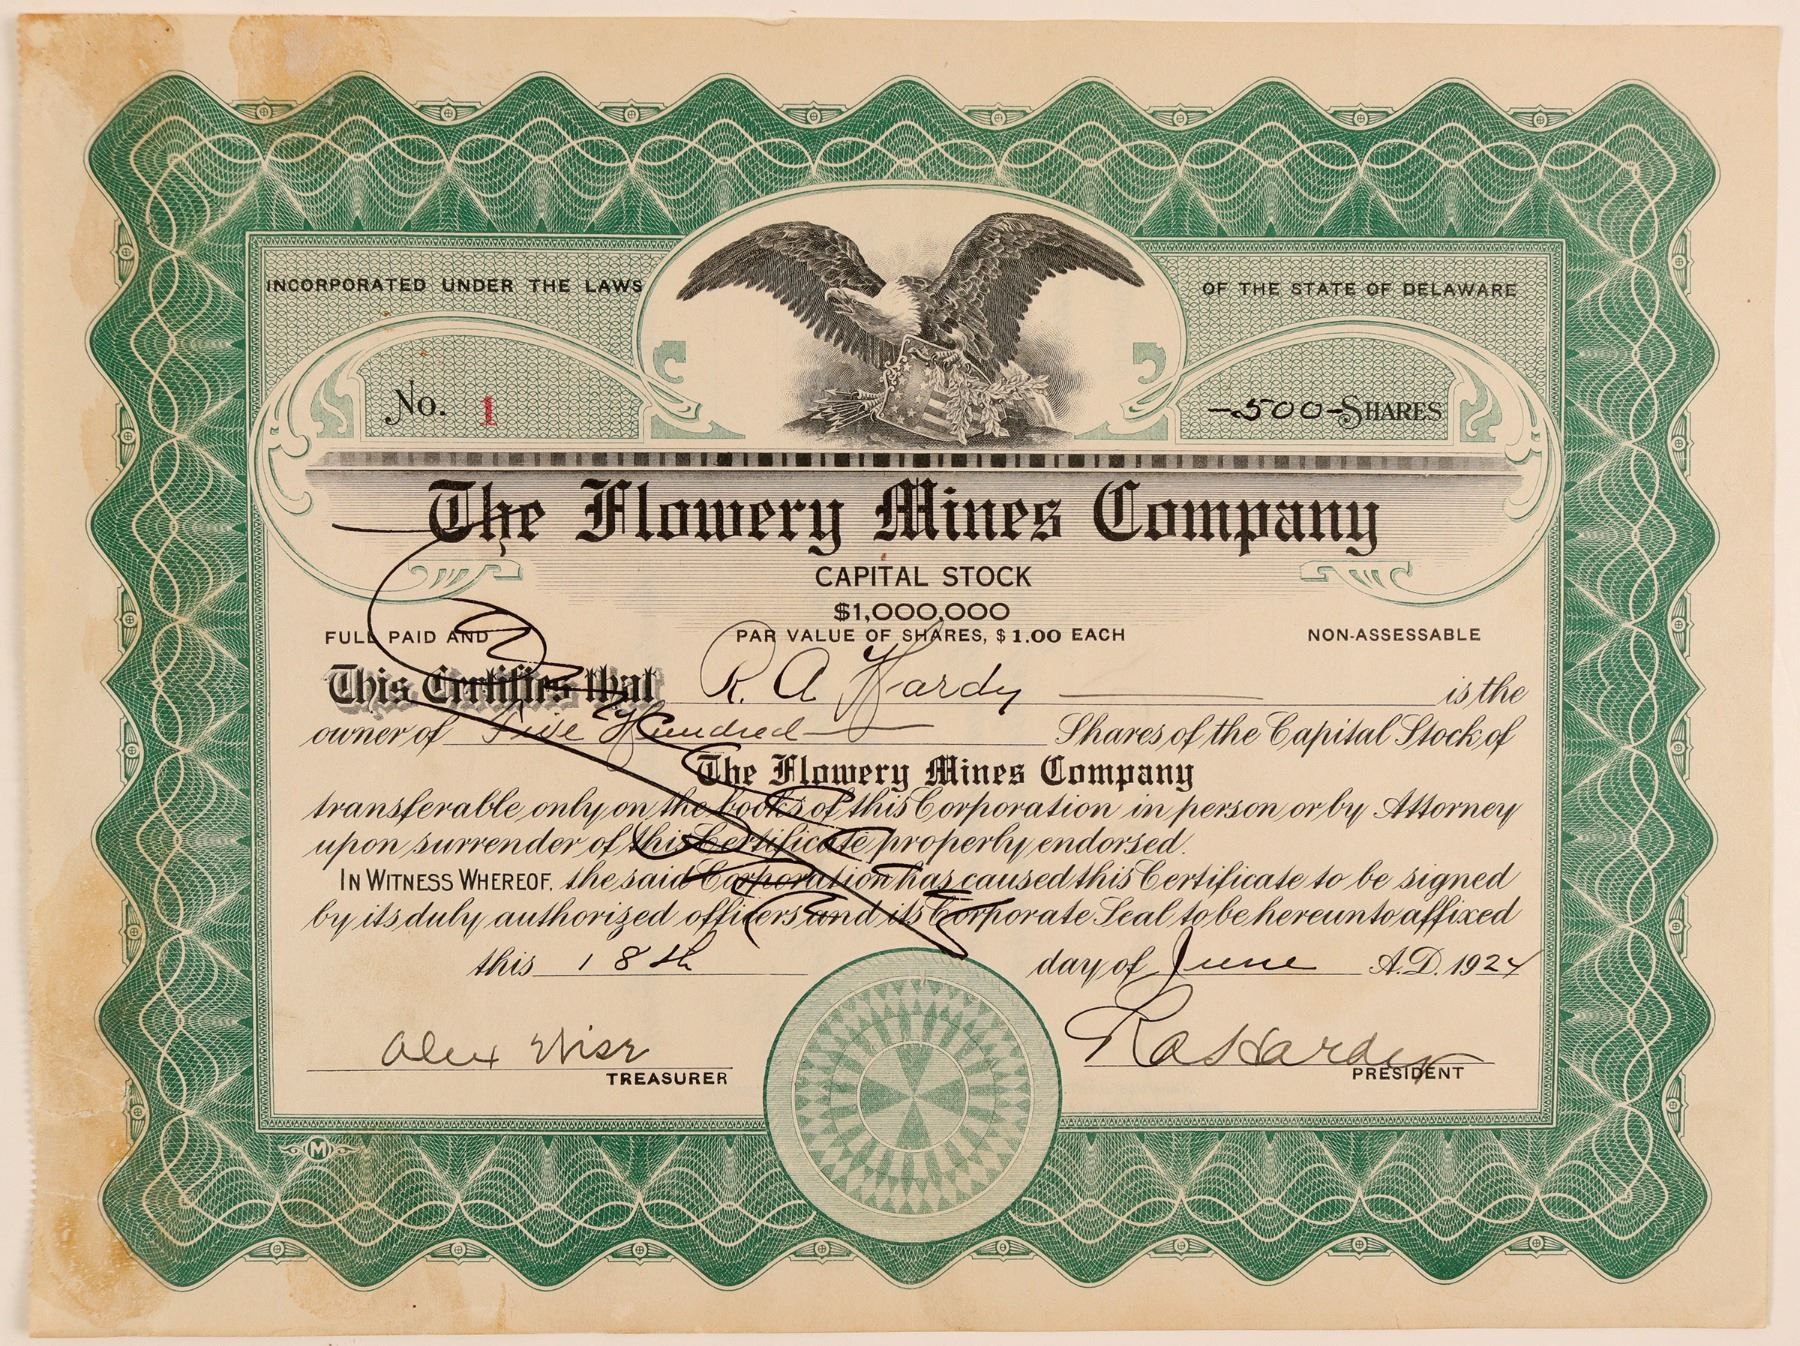 INCORPORATED UNDER THE LAWS OF THE STATE OF DELAWARE
No. 1 -500- SHARES
The Flowery Mines Company
CAPITAL STOCK
$1,000,000
FULL PAID AND PAR VALUE OF SHARES, $1.00 EACH NON-ASSESSABLE
This Certifies that R. A Hardy is the
owner of Five Hundred Shares of the Capital Stock of
The Flowery Mines Company
transferable only on the books of this Corporation in person or by Attorney
upon surrender of this Certificate properly endorsed.
IN WITNESS WHEREOF, the said Corporation has caused this Certificate to be signed
by its duly authorized officers and its Corporate Seal to be hereunto affixed
this 18th day of June A.D. 1924
Alex Wise R A Hardy
TREASURER PRESIDENT
M